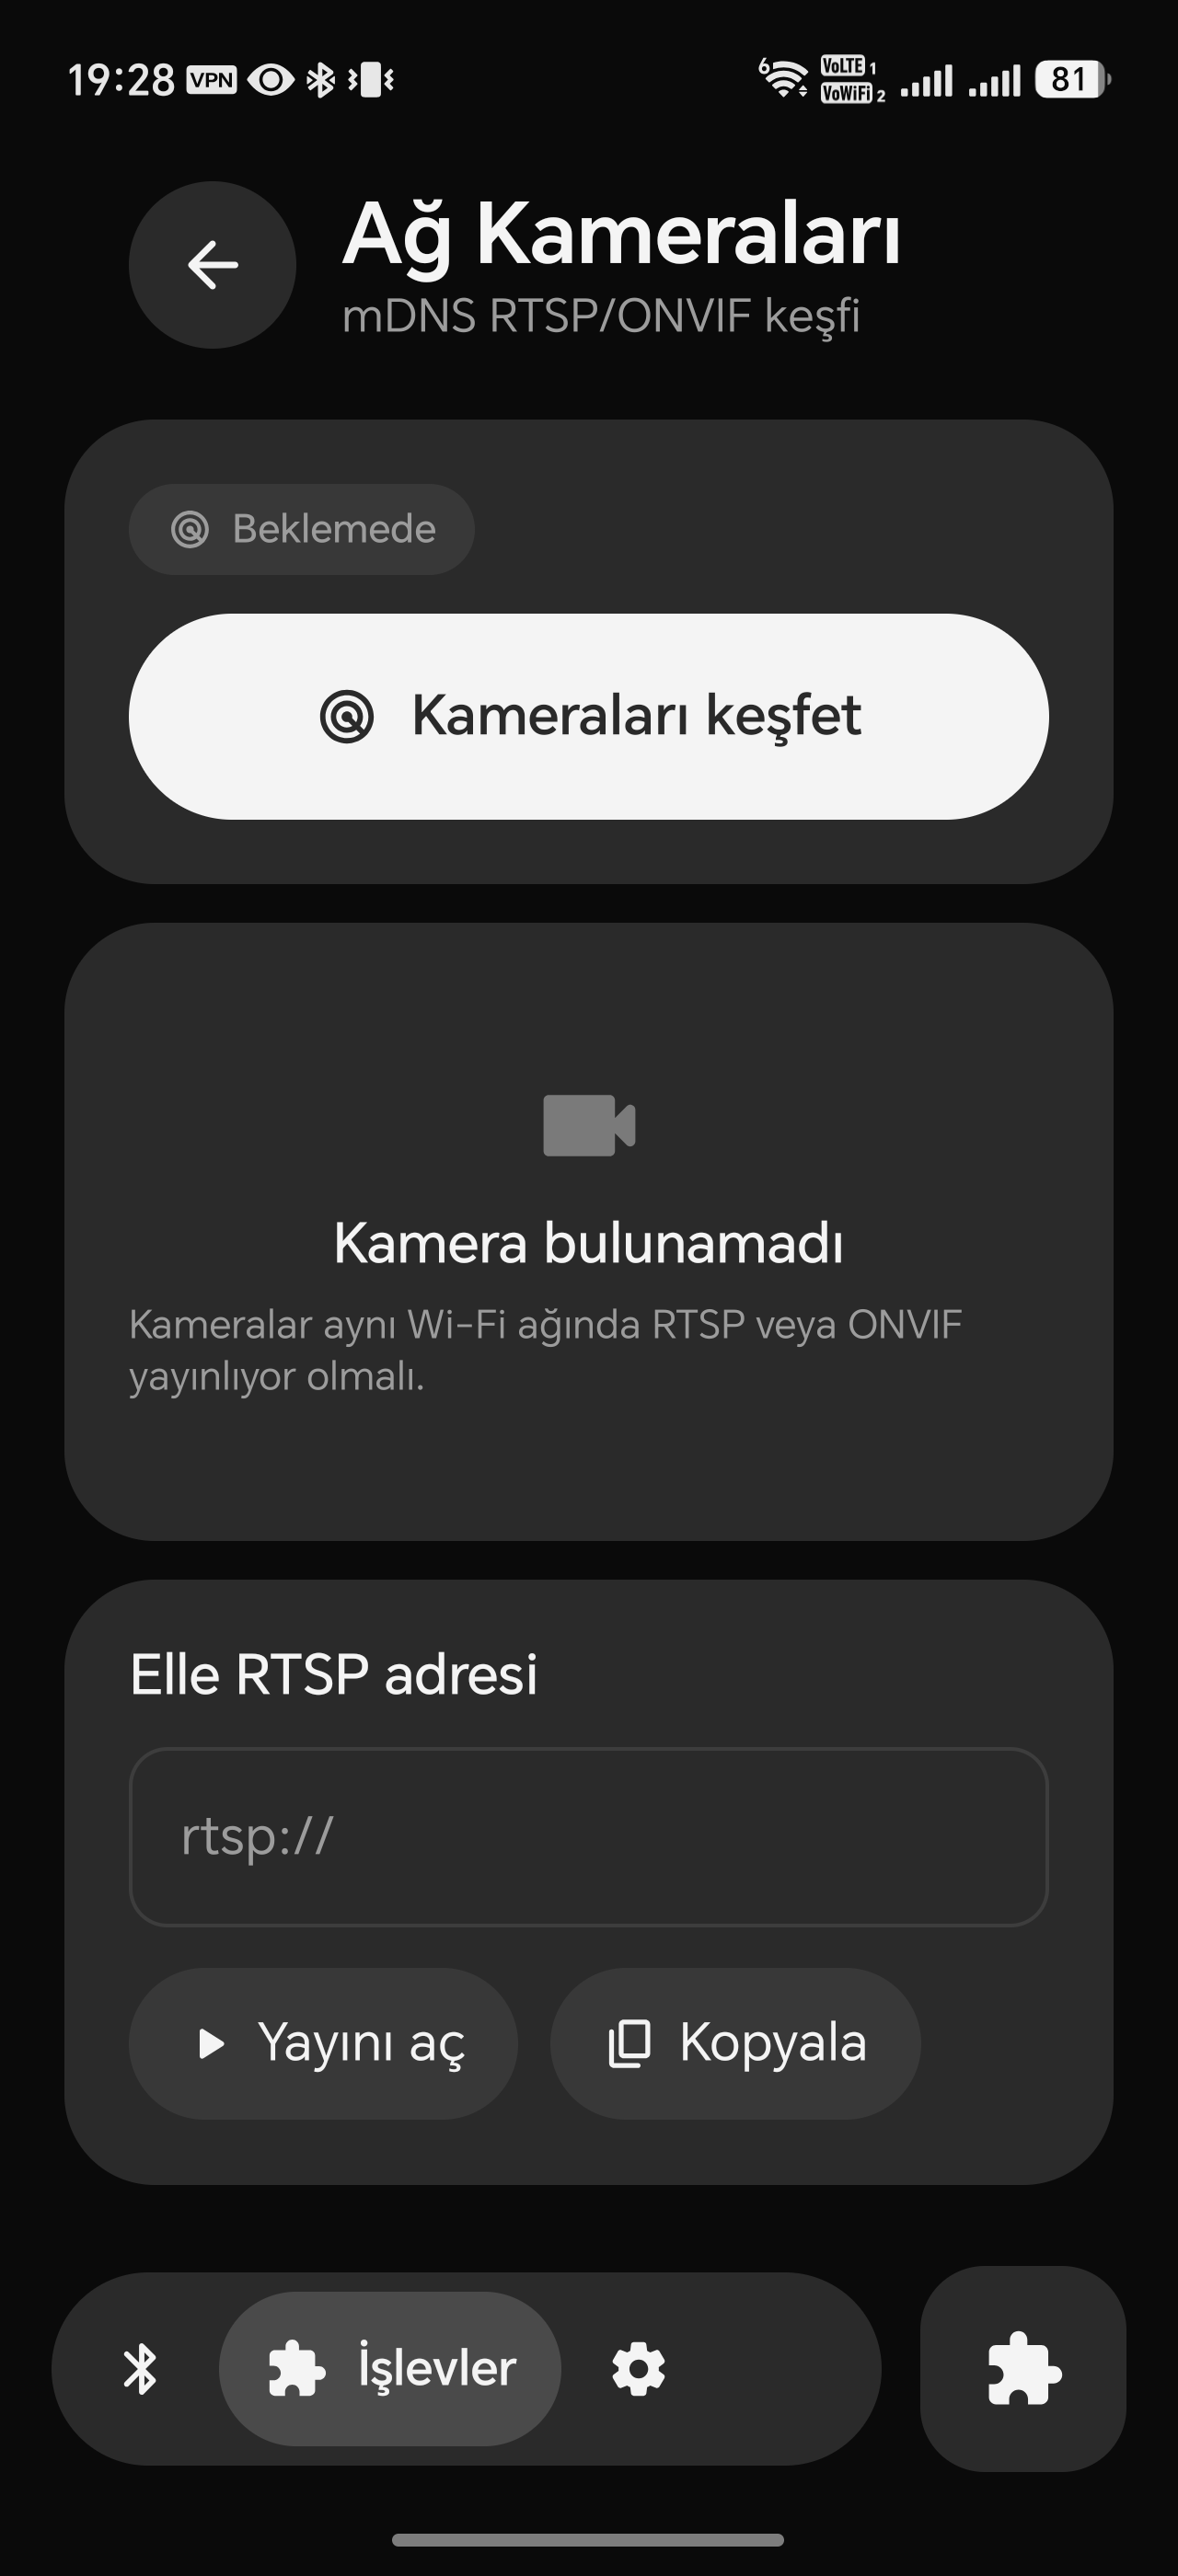 19:28 VPN 6 VoLTE 1 VoWiFi 2 81
Ağ Kameraları
mDNS RTSP/ONVIF keşfi
Beklemede
Kameraları keşfet
Kamera bulunamadı
Kameralar aynı Wi-Fi ağında RTSP veya ONVIF
yayınlıyor olmalı.
Elle RTSP adresi
rtsp://
Yayını aç
Kopyala
İşlevler